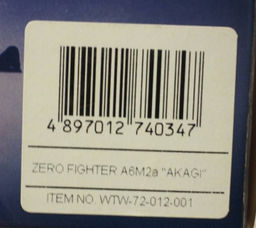 4 897012 740347
ZERO FIGHTER A6M2a "AKAGI"
ITEM NO. WTW-72-012-001